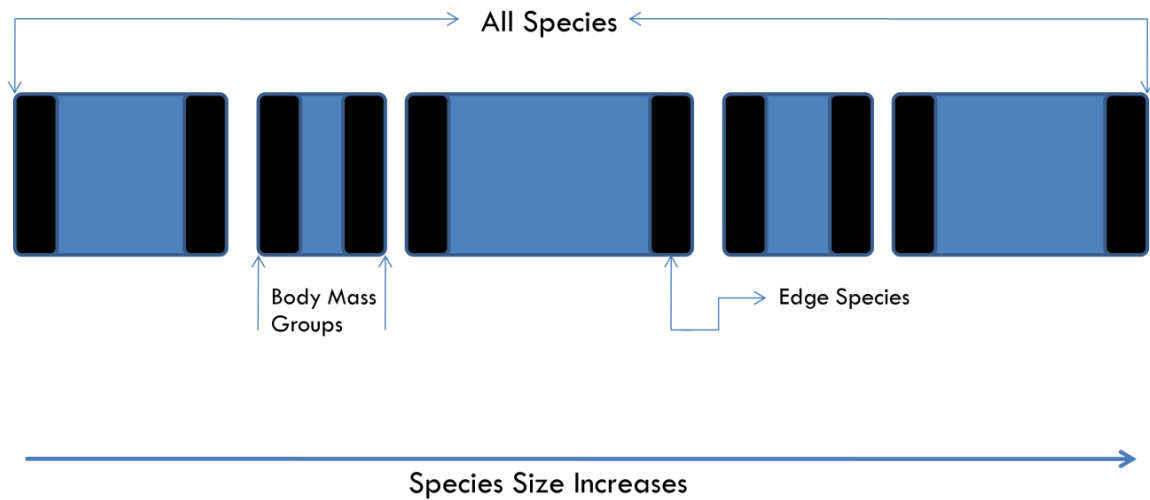 All Species
Body Mass
Groups
Edge Species
Species Size Increases